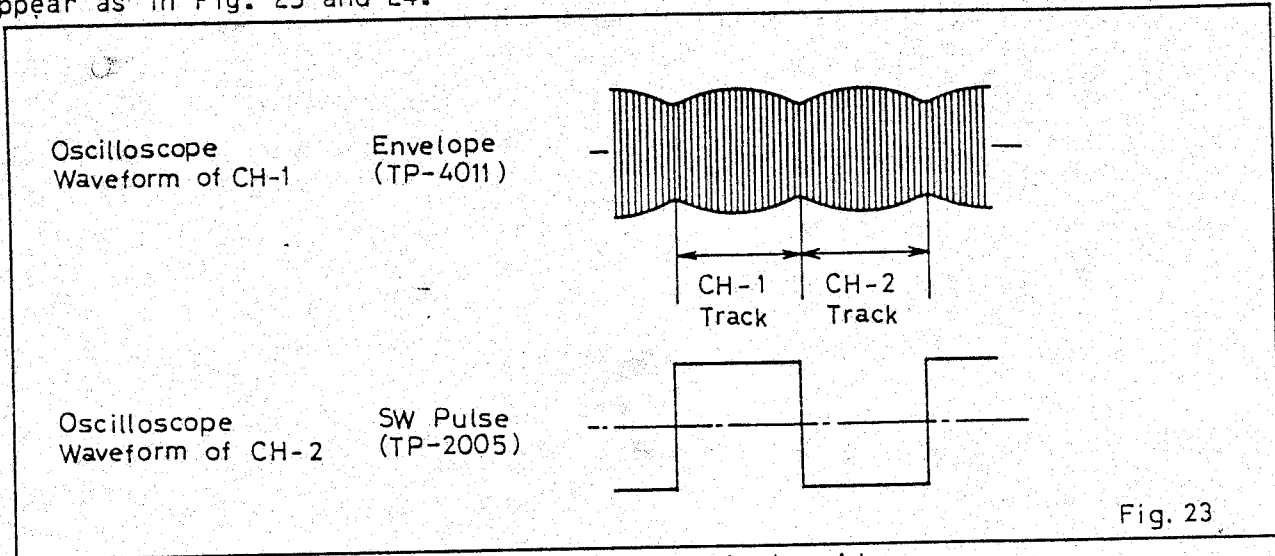 appear as in Fig. 23 and 24.
Oscilloscope
Waveform of CH-1
Envelope
(TP-4011)
CH-1
Track
CH-2
Track
Oscilloscope
Waveform of CH-2
SW Pulse
(TP-2005)
Fig. 23